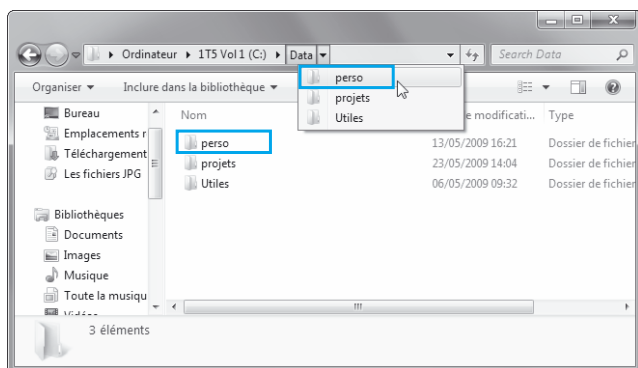 Ordinateur ▸ 1T5 Vol1 (C:) ▸ Data
Search Data
Organiser
Inclure dans la bibliothèque
perso
projets
Utiles
Bureau
Emplacements r
Téléchargement
Les fichiers JPG
Bibliothèques
Documents
Images
Musique
Toute la musiqu
Vidéos
Nom
e modificati...
Type
perso
13/05/2009 16:21
Dossier de fichier
projets
23/05/2009 14:04
Dossier de fichier
Utiles
06/05/2009 09:32
Dossier de fichier
3 éléments